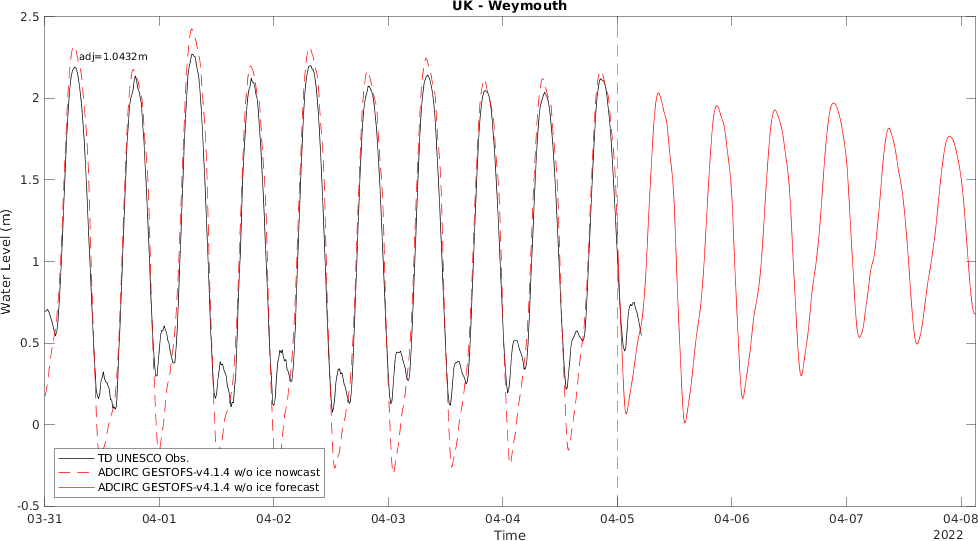 UK - Weymouth
adj=1.0432m
Water Level (m)
2.5
2
1.5
1
0.5
0
-0.5
TD UNESCO Obs.
ADCIRC GESTOFS-v4.1.4 w/o ice nowcast
ADCIRC GESTOFS-v4.1.4 w/o ice forecast
03-31 04-01 04-02 04-03 04-04 04-05 04-06 04-07 04-08
Time
2022